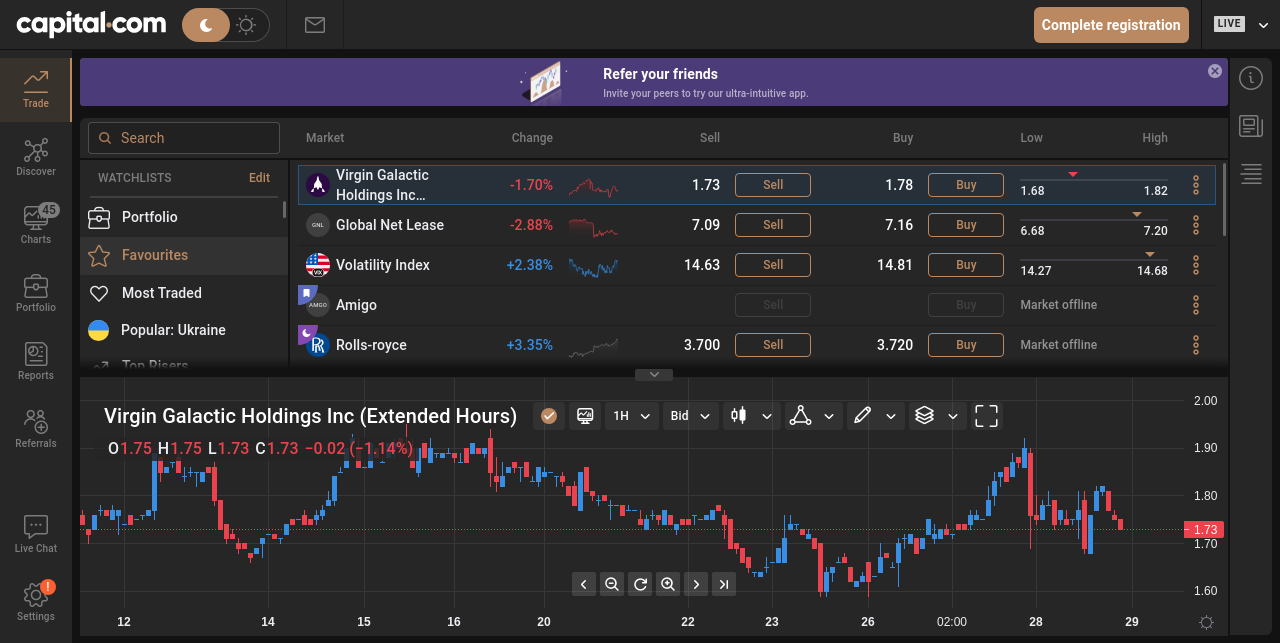 capital.com
Complete registration
LIVE
Trade
Discover
45
Charts
Portfolio
Reports
Referrals
Live Chat
!
Settings
Refer your friends
Invite your peers to try our ultra-intuitive app.
Search
WATCHLISTS Edit
Portfolio
Favourites
Most Traded
Popular: Ukraine
Top Risers
Market Change Sell Buy Low High
Virgin Galactic
Holdings Inc… -1.70% 1.73 Sell 1.78 Buy 1.68 1.82
GNL Global Net Lease -2.88% 7.09 Sell 7.16 Buy 6.68 7.20
VIX Volatility Index +2.38% 14.63 Sell 14.81 Buy 14.27 14.68
AMGO Amigo Sell Buy Market offline
Rolls-royce +3.35% 3.700 Sell 3.720 Buy Market offline
Virgin Galactic Holdings Inc (Extended Hours) 1H Bid
O1.75 H1.75 L1.73 C1.73 −0.02 (−1.14%)
2.00
1.90
1.80
1.73
1.70
1.60
12 14 15 16 20 22 23 26 02:00 28 29